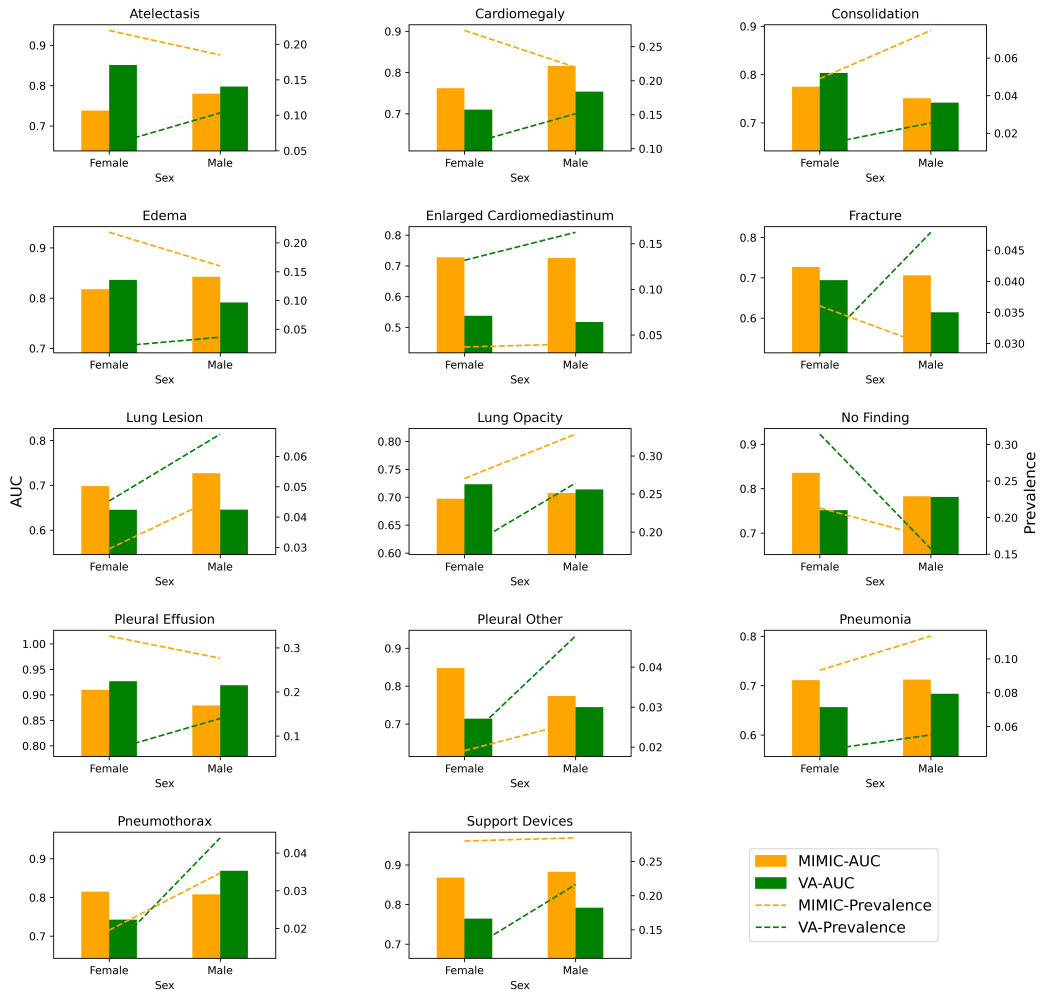 Atelectasis
0.9
0.8
0.7
0.20
0.15
0.10
0.05
Female
Male
Sex
Cardiomegaly
0.9
0.8
0.7
0.25
0.20
0.15
0.10
Female
Male
Sex
Consolidation
0.9
0.8
0.7
0.06
0.04
0.02
Female
Male
Sex
Edema
0.9
0.8
0.7
0.20
0.15
0.10
0.05
Female
Male
Sex
Enlarged Cardiomediastinum
0.8
0.7
0.6
0.5
0.15
0.10
0.05
Female
Male
Sex
Fracture
0.8
0.7
0.6
0.045
0.040
0.035
0.030
Female
Male
Sex
AUC
Lung Lesion
0.8
0.7
0.6
0.06
0.05
0.04
0.03
Female
Male
Sex
Lung Opacity
0.80
0.75
0.70
0.65
0.60
0.30
0.25
0.20
Female
Male
Sex
No Finding
0.9
0.8
0.7
0.30
0.25
0.20
0.15
Female
Male
Sex
Prevalence
Pleural Effusion
1.00
0.95
0.90
0.85
0.80
0.3
0.2
0.1
Female
Male
Sex
Pleural Other
0.9
0.8
0.7
0.04
0.03
0.02
Female
Male
Sex
Pneumonia
0.8
0.7
0.6
0.10
0.08
0.06
Female
Male
Sex
Pneumothorax
0.9
0.8
0.7
0.04
0.03
0.02
Female
Male
Sex
Support Devices
0.9
0.8
0.7
0.25
0.20
0.15
Female
Male
Sex
MIMIC-AUC
VA-AUC
MIMIC-Prevalence
VA-Prevalence